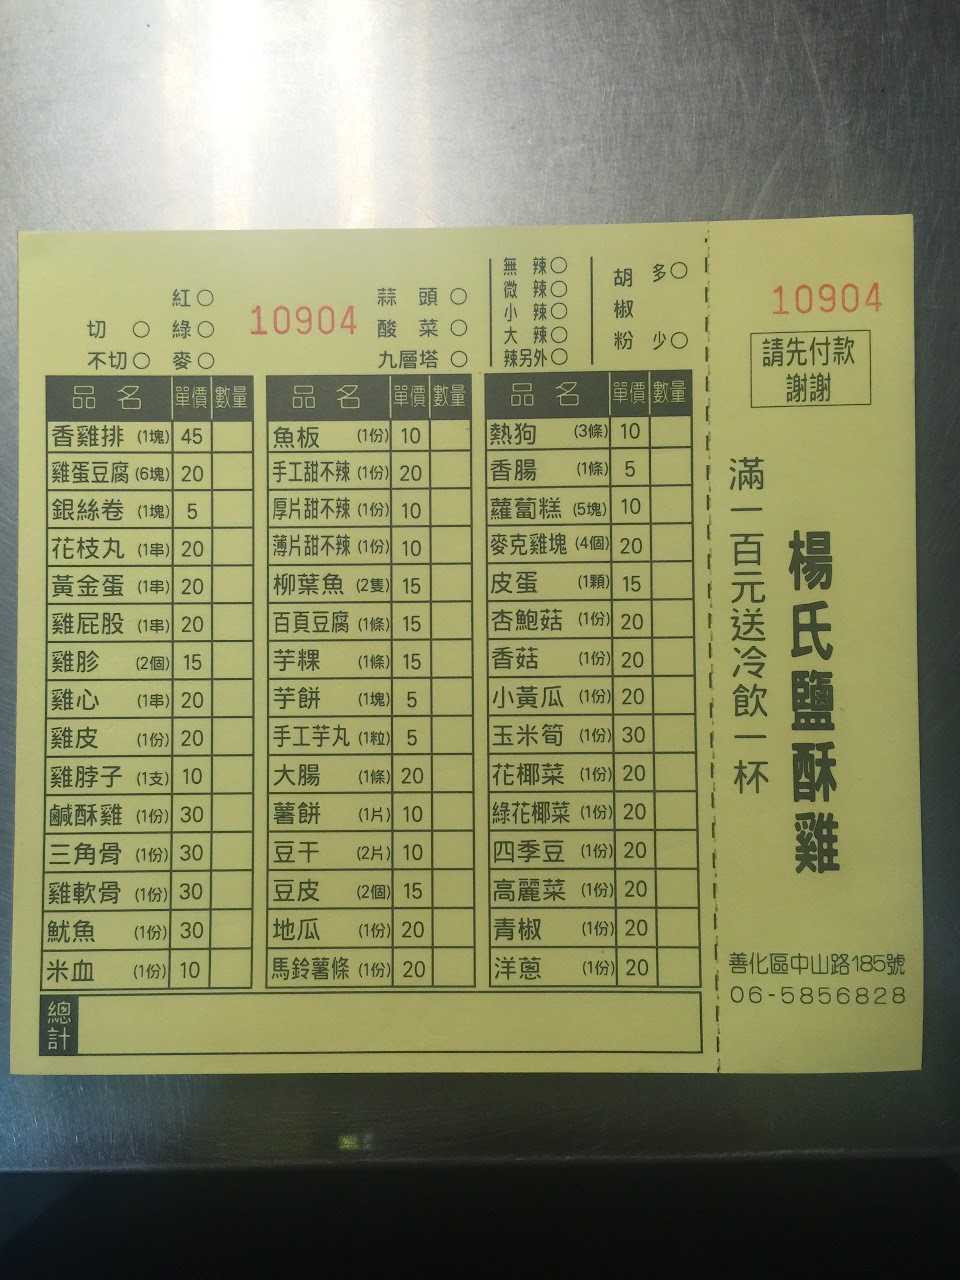 紅○
切 ○ 綠○
不切○ 麥○
10904
蒜 頭 ○
酸 菜 ○
九層塔 ○
無 辣○
微 辣○
小 辣○
大 辣○
辣另外○
胡椒粉 多○
少○
品名 單價 數量
香雞排 (1塊) 45
雞蛋豆腐 (6塊) 20
銀絲卷 (1塊) 5
花枝丸 (1串) 20
黃金蛋 (1串) 20
雞屁股 (1串) 20
雞胗 (2個) 15
雞心 (1串) 20
雞皮 (1份) 20
雞脖子 (1支) 10
鹹酥雞 (1份) 30
三角骨 (1份) 30
雞軟骨 (1份) 30
魷魚 (1份) 30
米血 (1份) 10
品名 單價 數量
魚板 (1份) 10
手工甜不辣 (1份) 20
厚片甜不辣 (1份) 10
薄片甜不辣 (1份) 10
柳葉魚 (2隻) 15
百頁豆腐 (1條) 15
芋粿 (1條) 15
芋餅 (1塊) 5
手工芋丸 (1粒) 5
大腸 (1條) 20
薯餅 (1片) 10
豆干 (2片) 10
豆皮 (2個) 15
地瓜 (1份) 20
馬鈴薯條 (1份) 20
品名 單價 數量
熱狗 (3條) 10
香腸 (1條) 5
蘿蔔糕 (5塊) 10
麥克雞塊 (4個) 20
皮蛋 (1顆) 15
杏鮑菇 (1份) 20
香菇 (1份) 20
小黃瓜 (1份) 20
玉米筍 (1份) 30
花椰菜 (1份) 20
綠花椰菜 (1份) 20
四季豆 (1份) 20
高麗菜 (1份) 20
青椒 (1份) 20
洋蔥 (1份) 20
總計
10904
請先付款
謝謝
楊氏鹽酥雞
滿一百元送冷飲一杯
善化區中山路185號
06-5856828